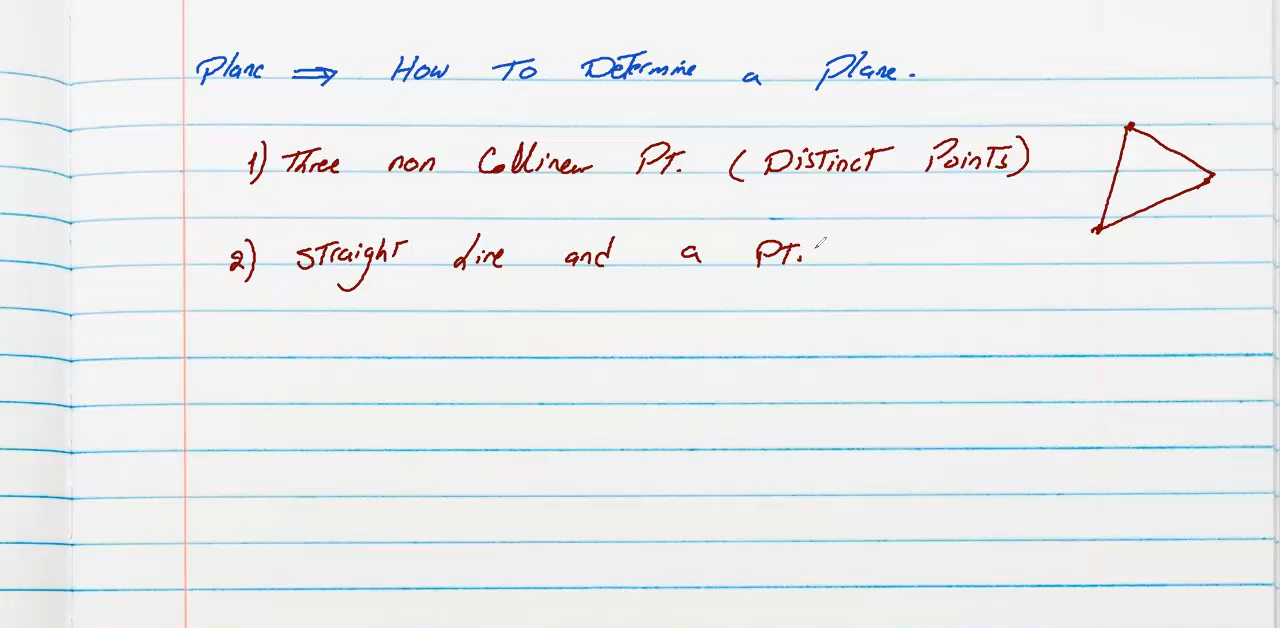 Plane ⇒ How To Determine a Plane.
1) Three non Collinear PT. (Distinct Points)
2) straight Line and a PT.